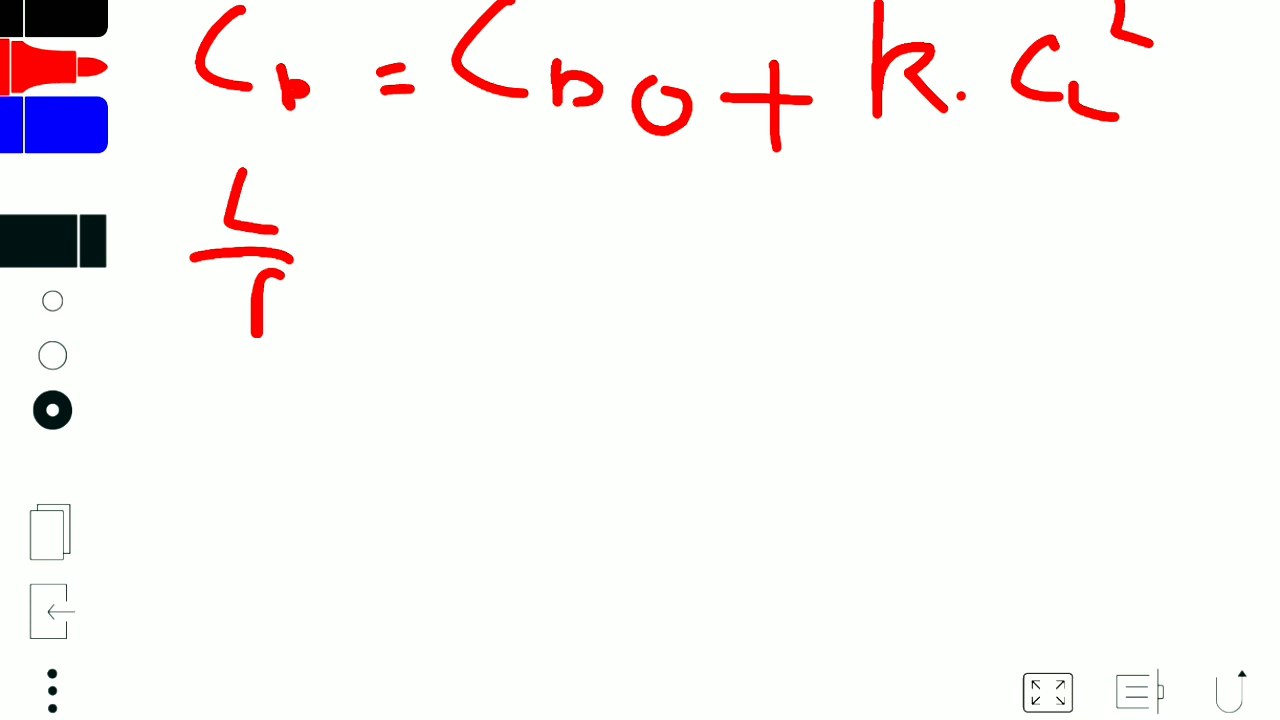 C_D = C_D0 + k. C_L^2
L